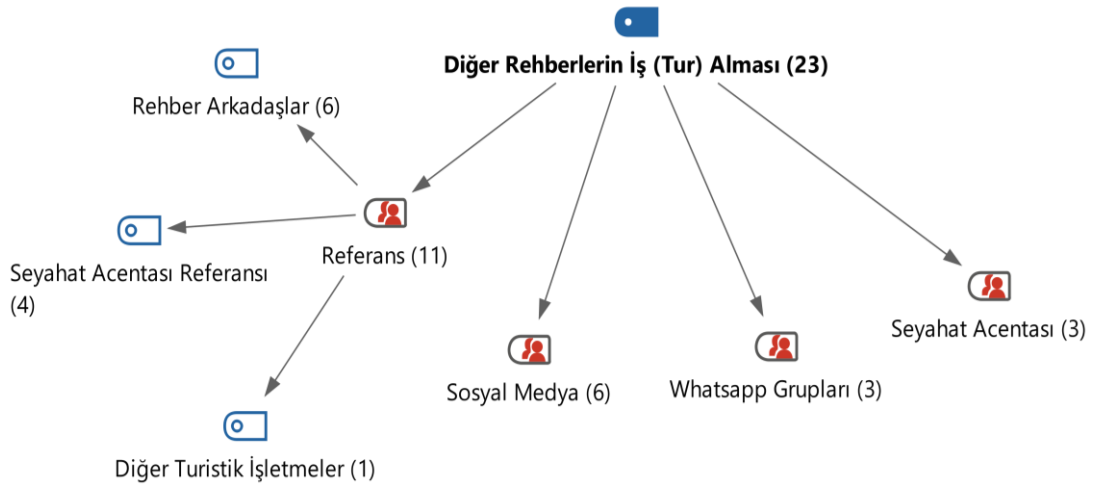 Diğer Rehberlerin İş (Tur) Alması (23)
Rehber Arkadaşlar (6)
Referans (11)
Seyahat Acentası Referansı
(4)
Seyahat Acentası (3)
Sosyal Medya (6)
Whatsapp Grupları (3)
Diğer Turistik İşletmeler (1)